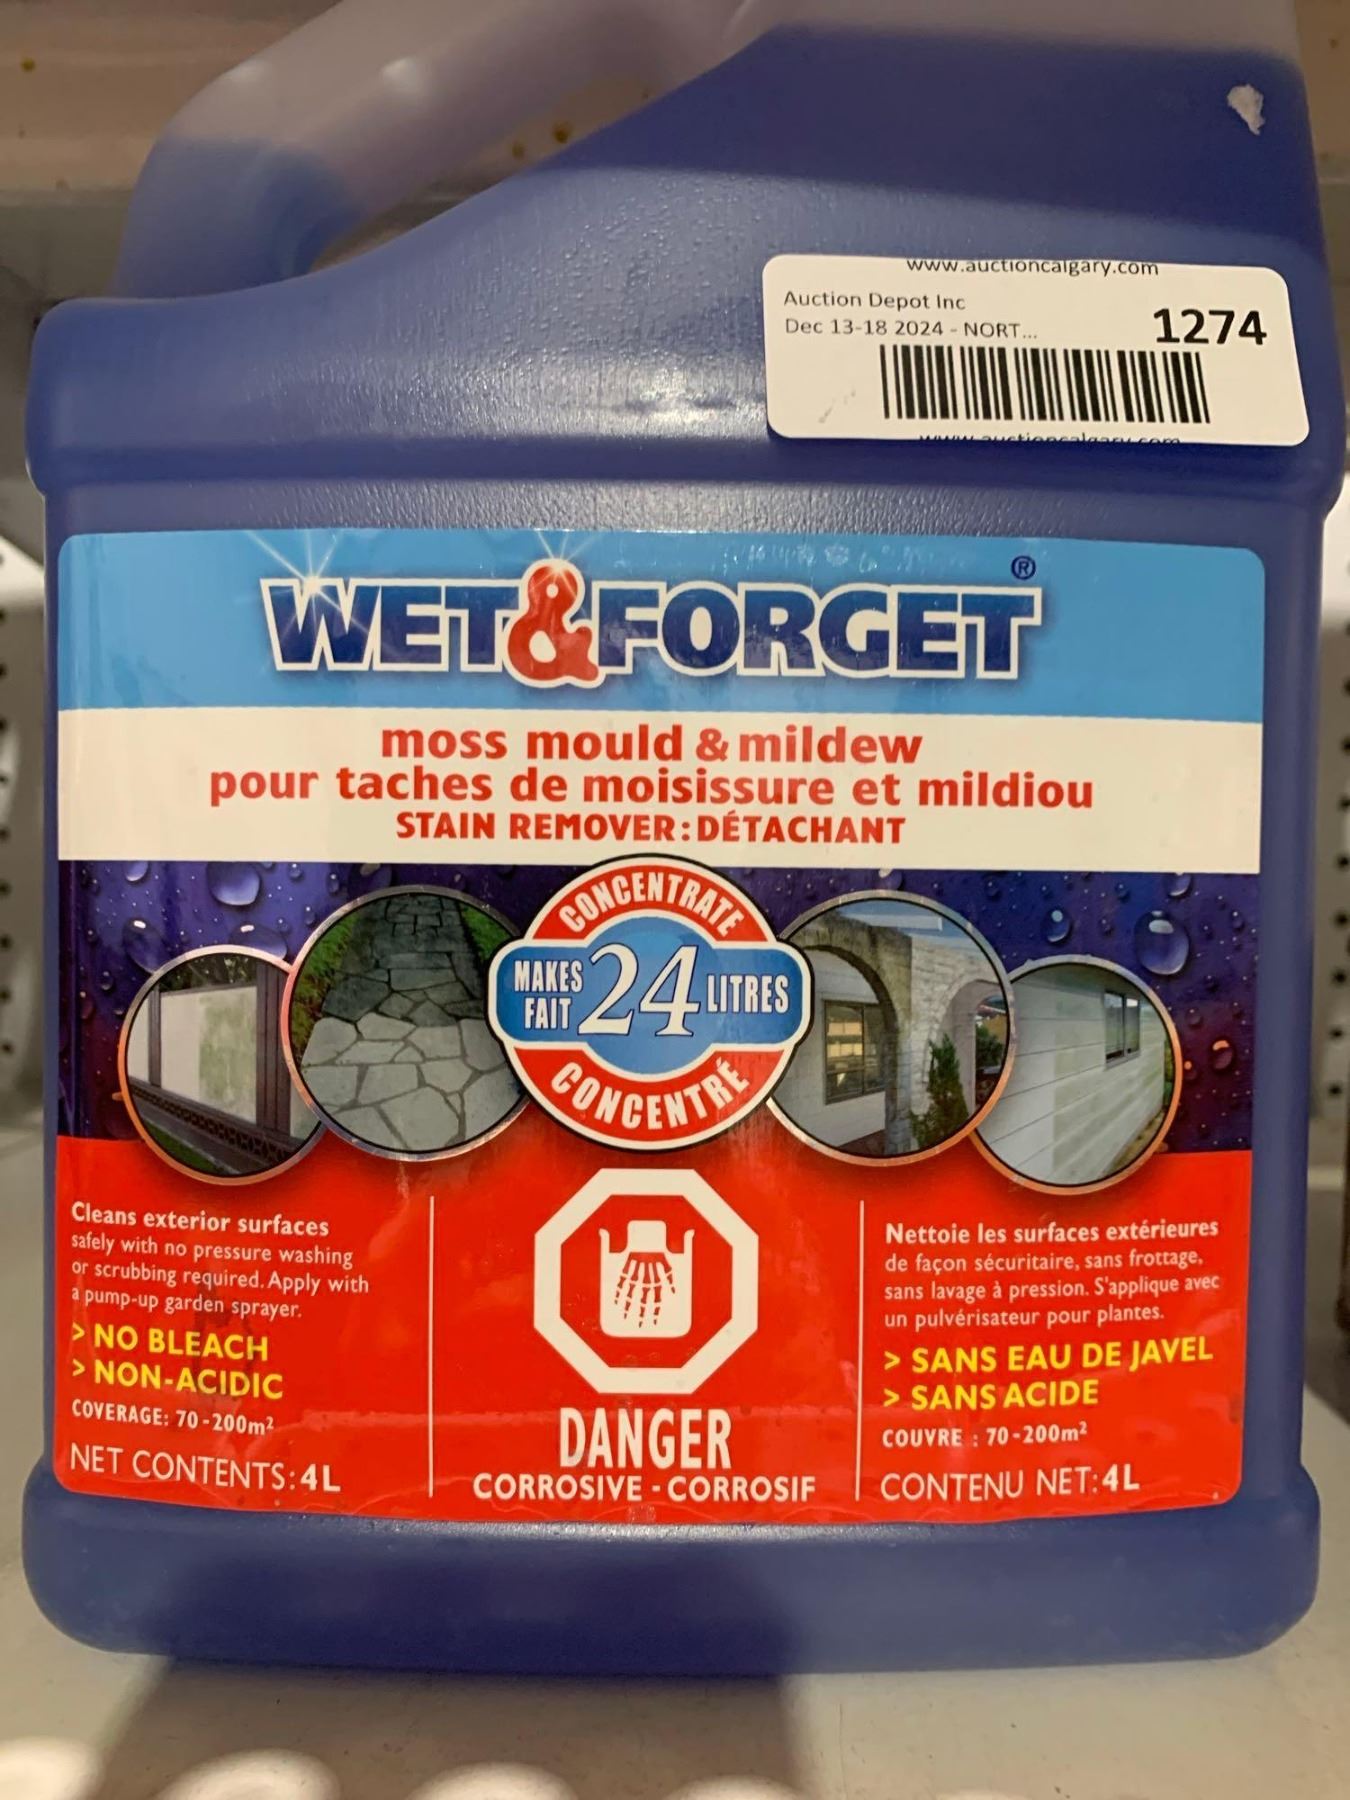 www.auctioncalgary.com
Auction Depot Inc
Dec 13-18 2024 - NORT...
1274
www.auctioncalgary.com
WET&FORGET®
moss mould & mildew
pour taches de moisissure et mildiou
STAIN REMOVER:DÉTACHANT
CONCENTRATE
MAKES 24 LITRES
FAIT
CONCENTRÉ
Cleans exterior surfaces
safely with no pressure washing
or scrubbing required. Apply with
a pump-up garden sprayer.
> NO BLEACH
> NON-ACIDIC
COVERAGE: 70-200m²
NET CONTENTS: 4L
DANGER
CORROSIVE - CORROSIF
Nettoie les surfaces extérieures
de façon sécuritaire, sans frottage,
sans lavage à pression. S'applique avec
un pulvérisateur pour plantes.
> SANS EAU DE JAVEL
> SANS ACIDE
COUVRE : 70-200m²
CONTENU NET: 4L